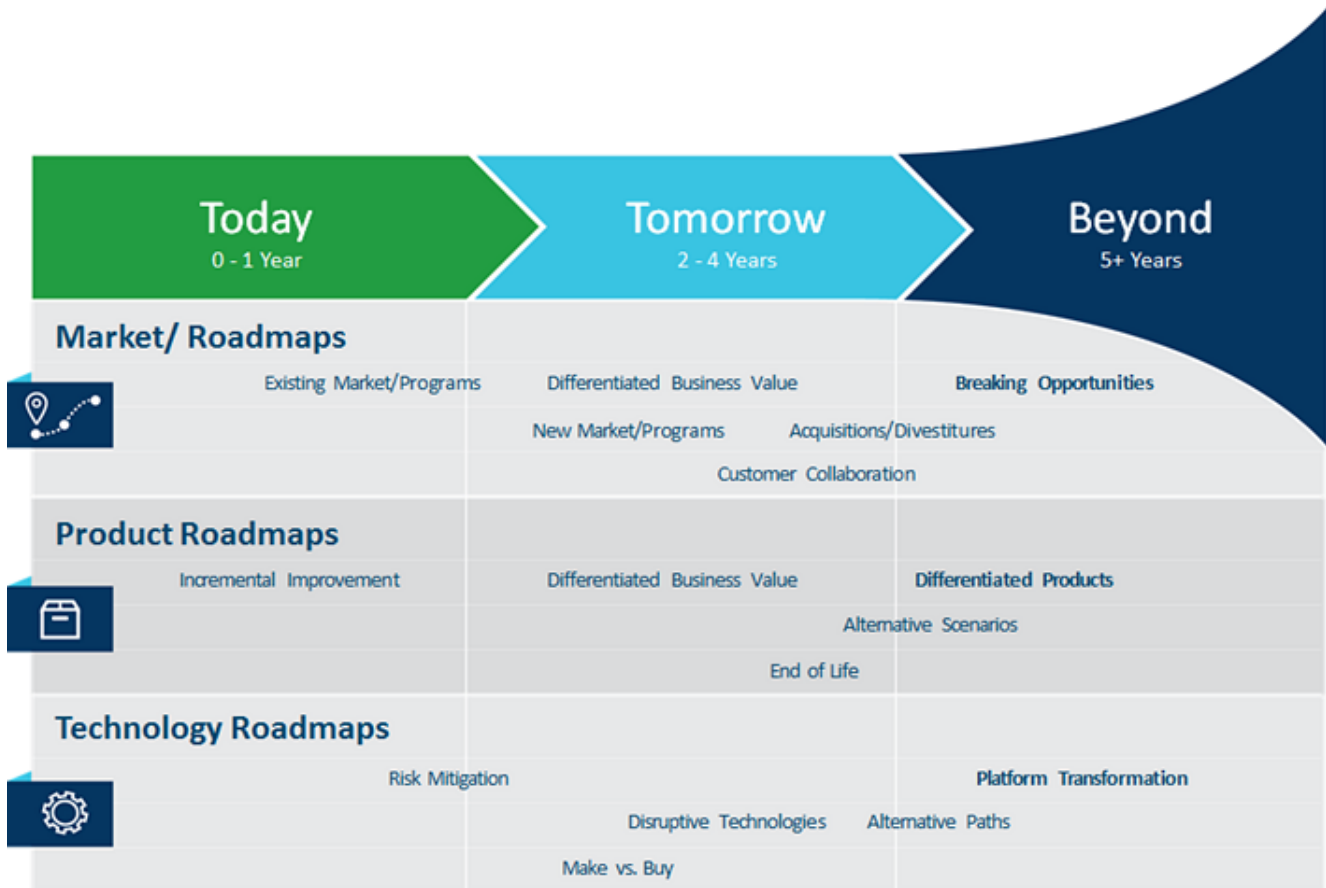 Today
0 - 1 Year
Tomorrow
2 - 4 Years
Beyond
5+ Years
Market/ Roadmaps
Existing Market/Programs
Differentiated Business Value
Breaking Opportunities
New Market/Programs
Acquisitions/Divestitures
Customer Collaboration
Product Roadmaps
Incremental Improvement
Differentiated Business Value
Differentiated Products
Alternative Scenarios
End of Life
Technology Roadmaps
Risk Mitigation
Platform Transformation
Disruptive Technologies
Alternative Paths
Make vs. Buy